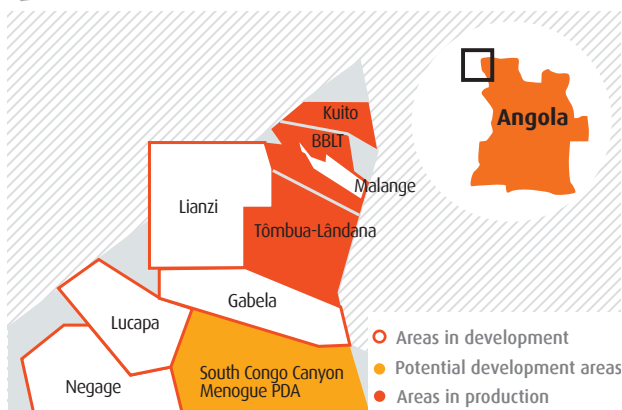 Kuito
BBLT
Angola
Malange
Lianzi
Tômbua-Lândana
Gabela
Lucapa
Areas in development
South Congo Canyon
Menogue PDA
Potential development areas
Negage
Areas in production